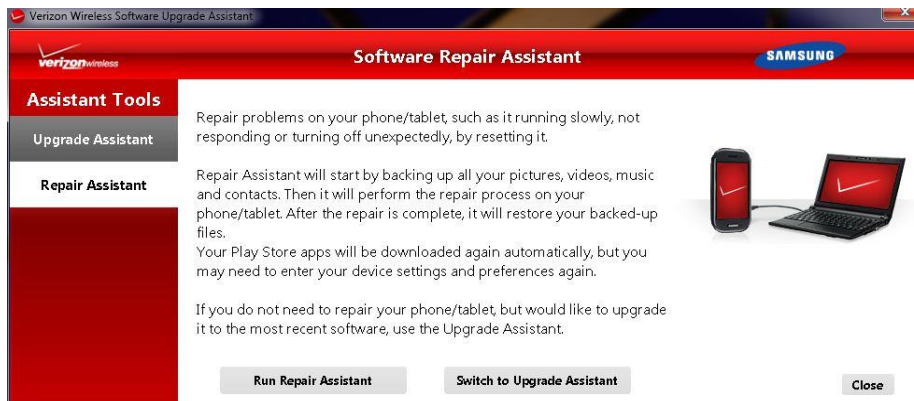 Verizon Wireless Software Upgrade Assistant
verizonwireless
Software Repair Assistant
SAMSUNG
Assistant Tools
Upgrade Assistant
Repair Assistant
Repair problems on your phone/tablet, such as it running slowly, not
responding or turning off unexpectedly, by resetting it.
Repair Assistant will start by backing up all your pictures, videos, music
and contacts. Then it will perform the repair process on your
phone/tablet. After the repair is complete, it will restore your backed-up
files.
Your Play Store apps will be downloaded again automatically, but you
may need to enter your device settings and preferences again.
If you do not need to repair your phone/tablet, but would like to upgrade
it to the most recent software, use the Upgrade Assistant.
Run Repair Assistant
Switch to Upgrade Assistant
Close